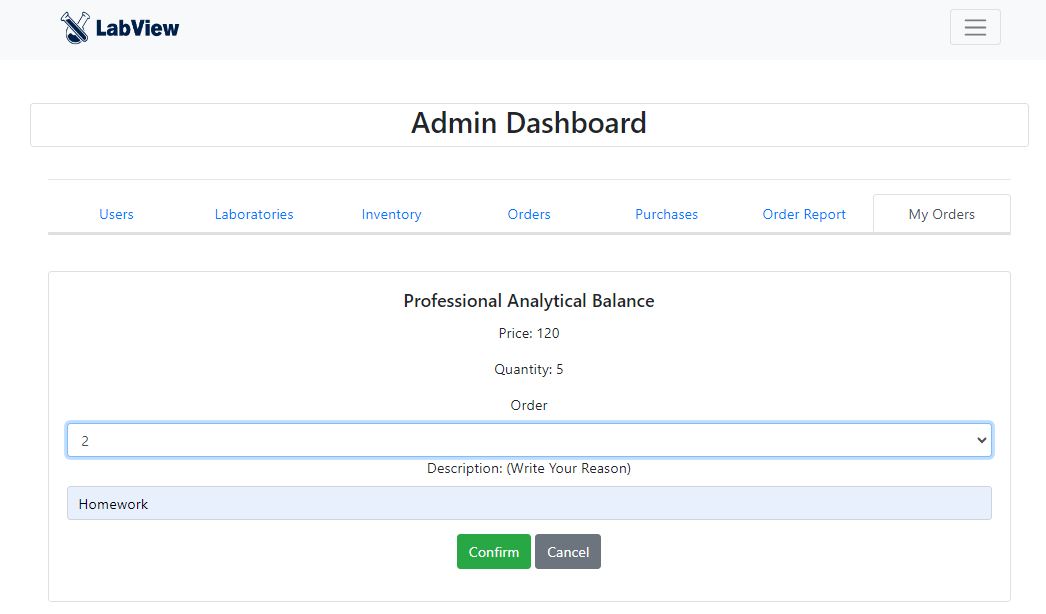 LabView
Admin Dashboard
Users Laboratories Inventory Orders Purchases Order Report My Orders
Professional Analytical Balance
Price: 120
Quantity: 5
Order
2
Description: (Write Your Reason)
Homework
Confirm Cancel